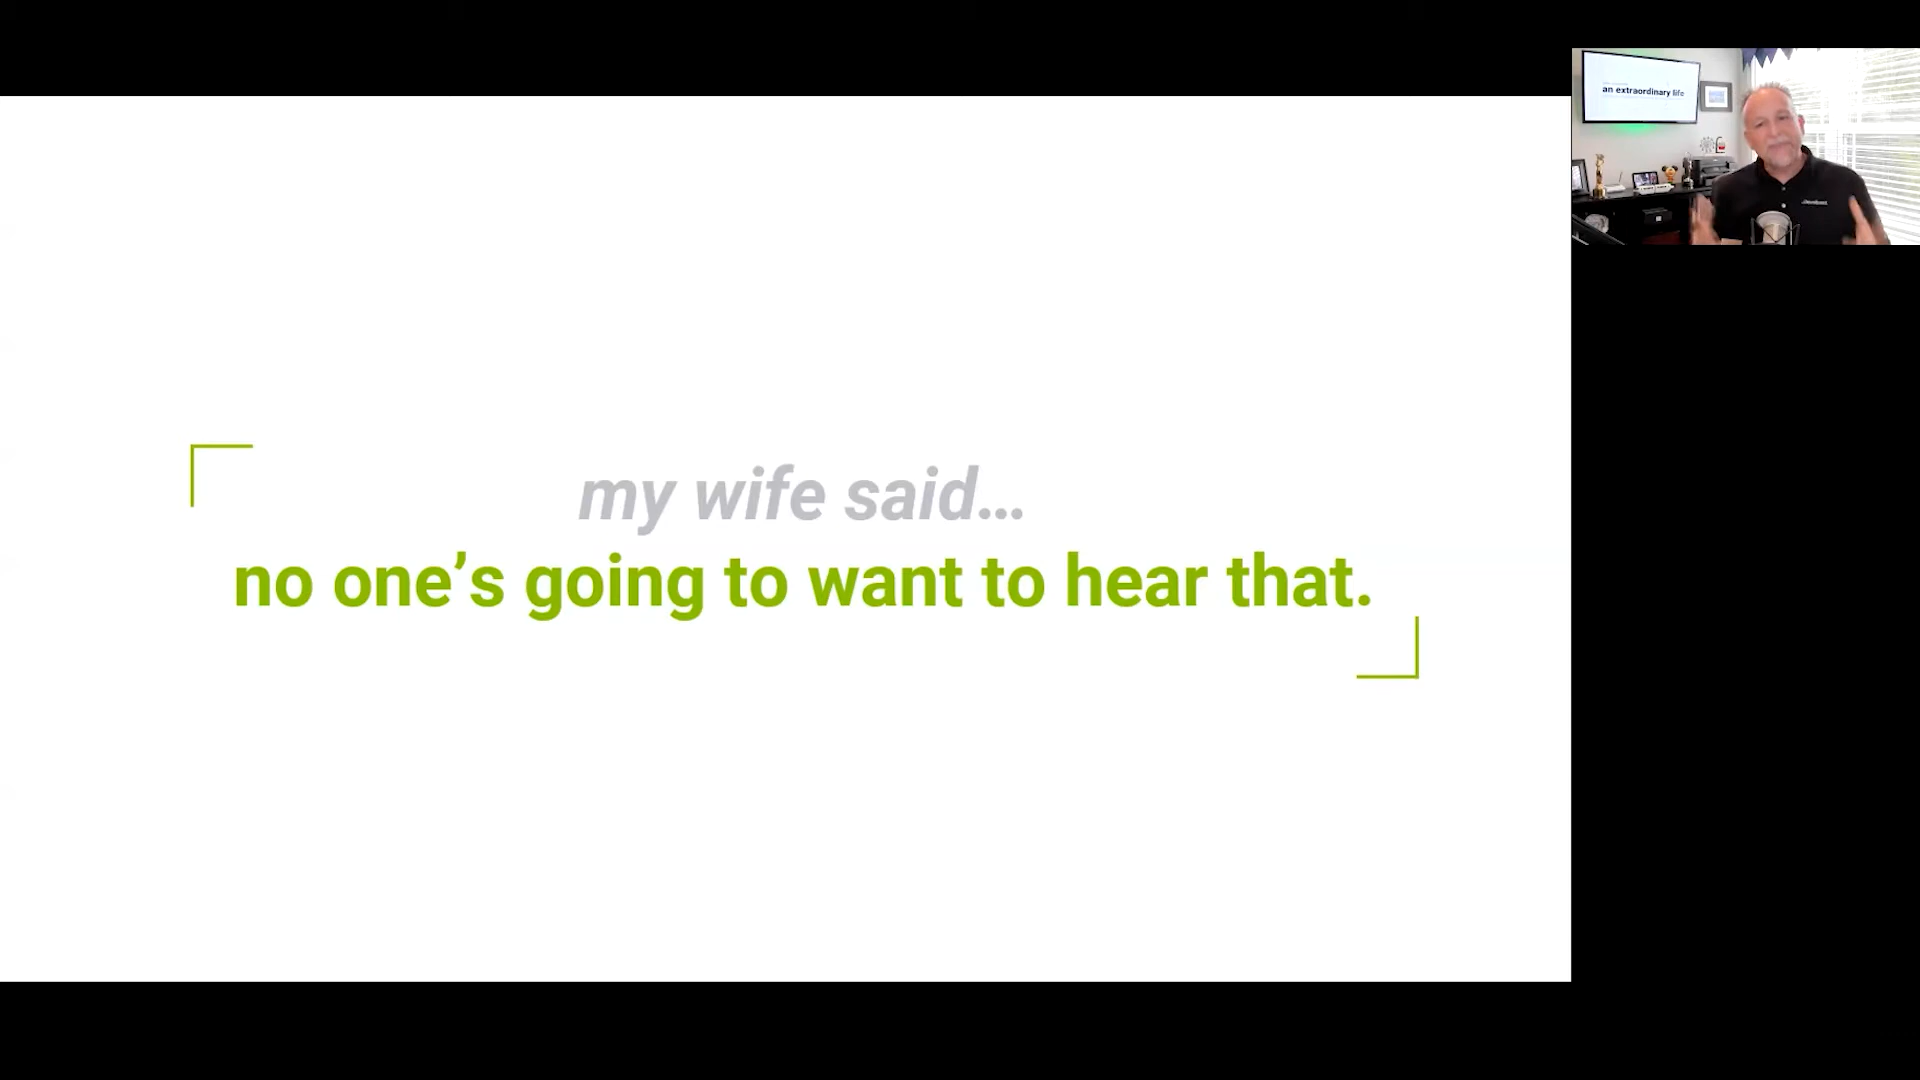 my wife said...
no one's going to want to hear that.
an extraordinary life